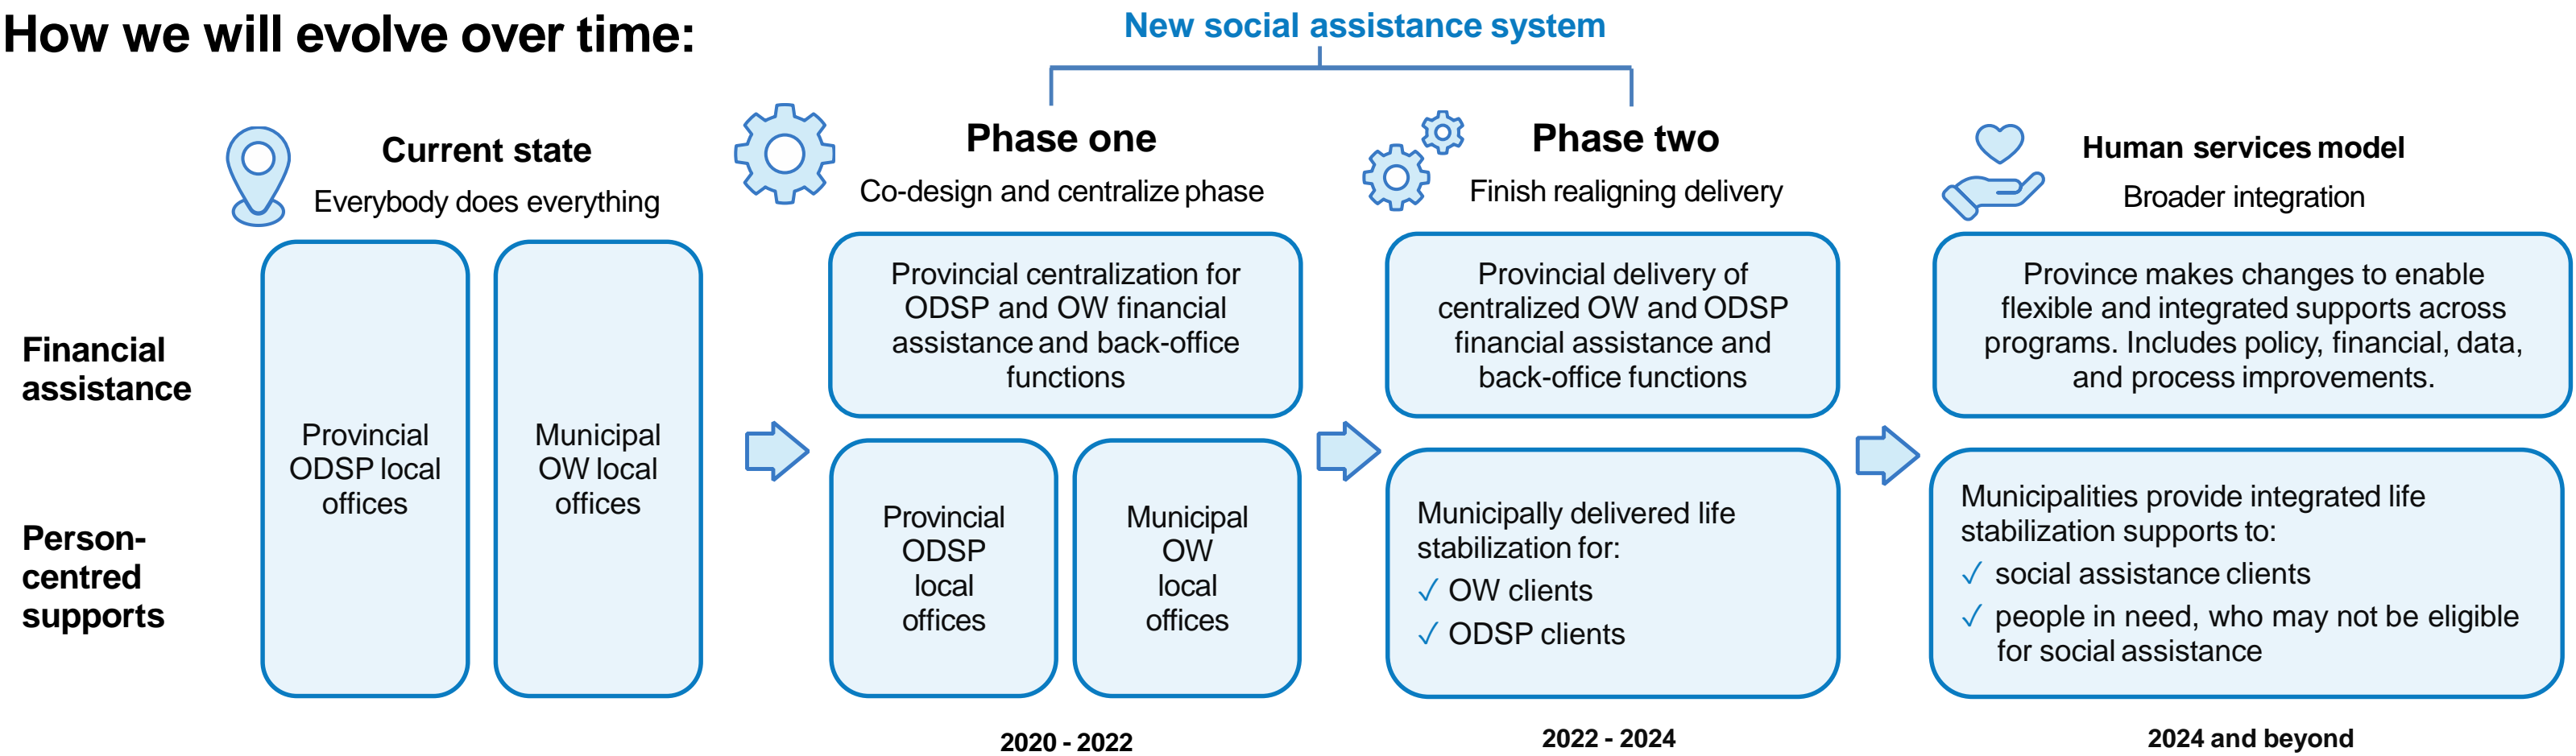 How we will evolve over time:
New social assistance system
Current state
Everybody does everything
Phase one
Co-design and centralize phase
Phase two
Finish realigning delivery
Human services model
Broader integration
Financial
assistance
Person-
centred
supports
Provincial
ODSP local
offices
Municipal
OW local
offices
Provincial centralization for
ODSP and OW financial
assistance and back-office
functions
Provincial
ODSP
local
offices
Municipal
OW
local
offices
2020 - 2022
Provincial delivery of
centralized OW and ODSP
financial assistance and
back-office functions
Municipally delivered life
stabilization for:
✓ OW clients
✓ ODSP clients
2022 - 2024
Province makes changes to enable
flexible and integrated supports across
programs. Includes policy, financial, data,
and process improvements.
Municipalities provide integrated life
stabilization supports to:
✓ social assistance clients
✓ people in need, who may not be eligible
for social assistance
2024 and beyond